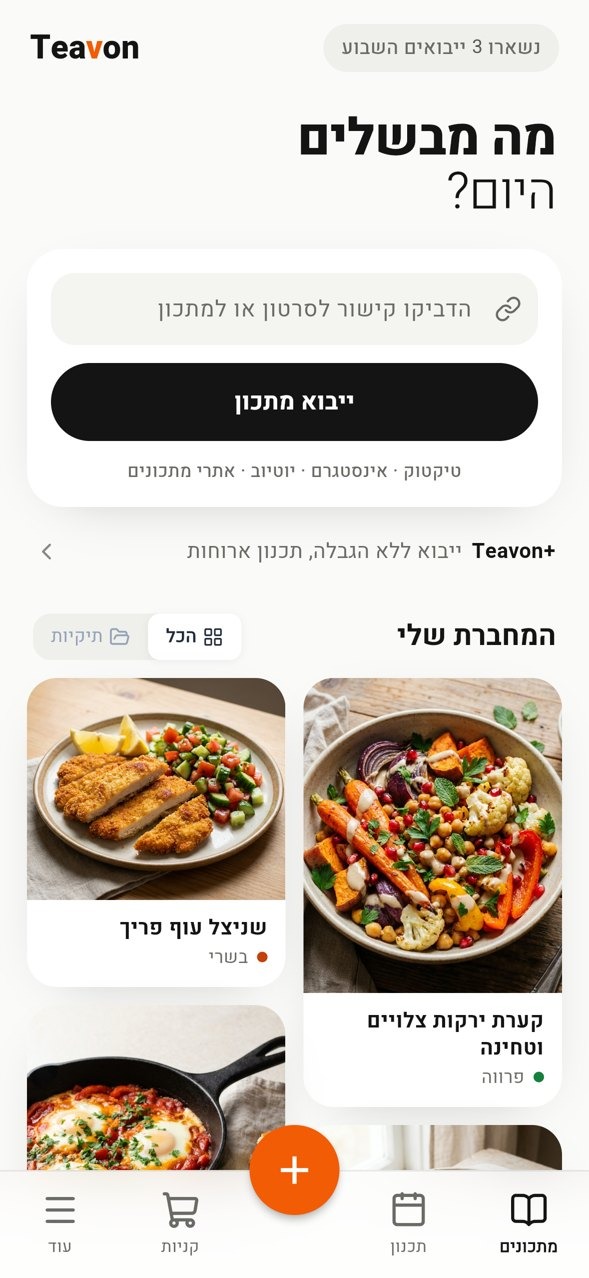 Teavon
נשארו 3 ייבואים השבוע
מה מבשלים
היום?
הדביקו קישור לסרטון או למתכון
ייבוא מתכון
טיקטוק · אינסטגרם · יוטיוב · אתרי מתכונים
Teavon+ ייבוא ללא הגבלה, תכנון ארוחות
המחברת שלי
הכל
תיקיות
קערת ירקות צלויים
וטחינה
פרווה
שניצל עוף פריך
בשרי
מתכונים
תכנון
קניות
עוד